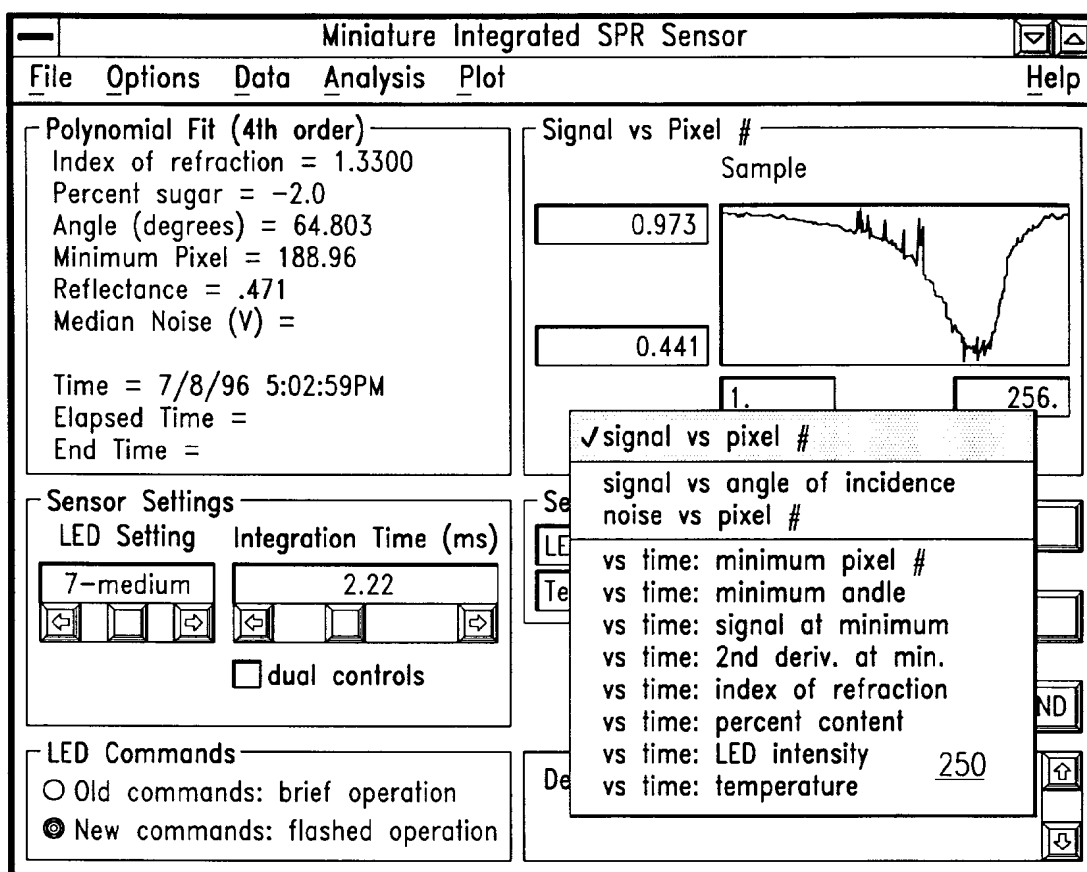 Miniature Integrated SPR Sensor
File Options Data Analysis Plot Help
Polynomial Fit (4th order)
Index of refraction = 1.3300
Percent sugar = -2.0
Angle (degrees) = 64.803
Minimum Pixel = 188.96
Reflectance = .471
Median Noise (V) =
Time = 7/8/96 5:02:59PM
Elapsed Time =
End Time =
Signal vs Pixel #
Sample
0.973
0.441
1. 256.
✓signal vs pixel #
signal vs angle of incidence
noise vs pixel #
vs time: minimum pixel #
vs time: minimum angle
vs time: signal at minimum
vs time: 2nd deriv. at min.
vs time: index of refraction
vs time: percent content
vs time: LED intensity
vs time: temperature
250
Sensor Settings
LED Setting Integration Time (ms)
7-medium 2.22
dual controls
Se
LE
Te
ND
LED Commands
Old commands: brief operation
New commands: flashed operation
De